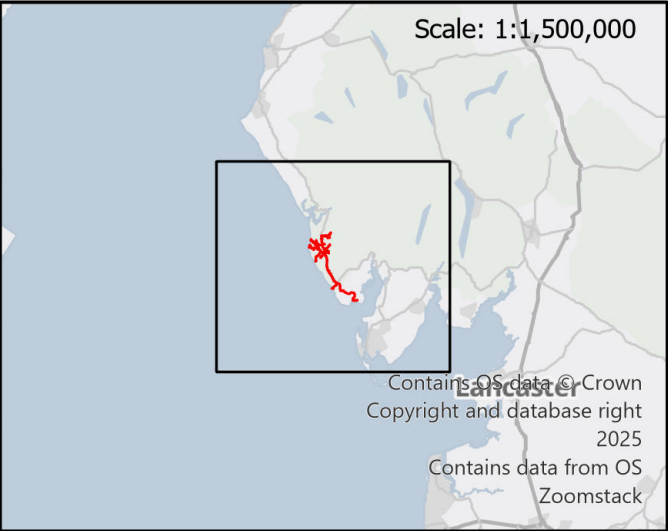 Scale: 1:1,500,000
Contains OS data © Crown
Lancaster
Copyright and database right
2025
Contains data from OS
Zoomstack